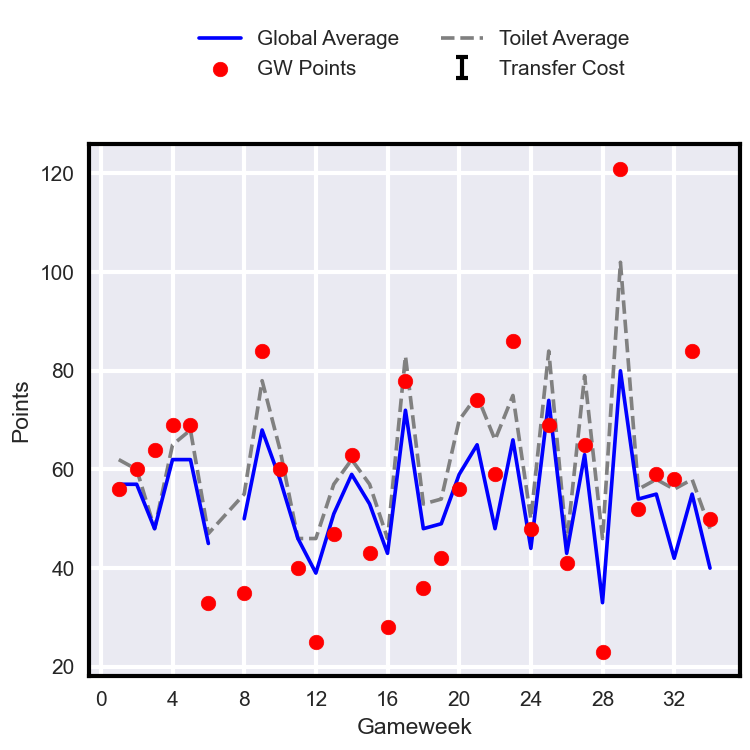 Global Average
Toilet Average
GW Points
Transfer Cost
120
100
80
60
40
20
Points
0 4 8 12 16 20 24 28 32
Gameweek